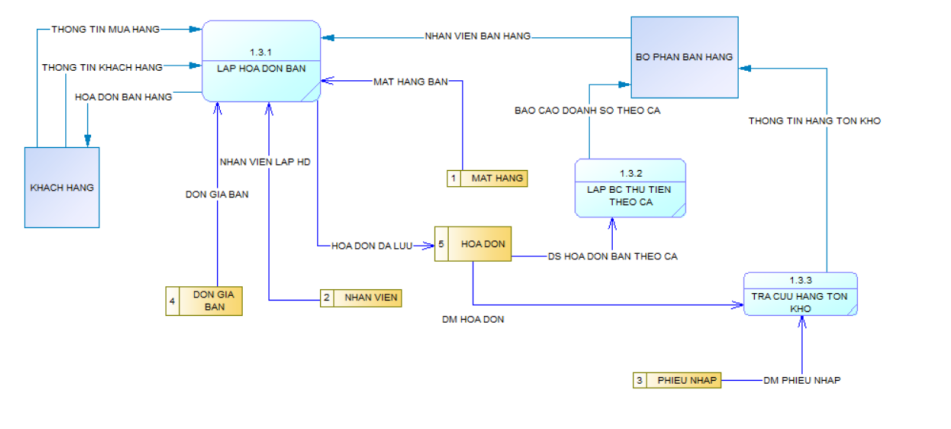 THONG TIN MUA HANG
1.3.1
LAP HOA DON BAN
NHAN VIEN BAN HANG
BO PHAN BAN HANG
THONG TIN KHACH HANG
MAT HANG BAN
HOA DON BAN HANG
BAO CAO DOANH SO THEO CA
THONG TIN HANG TON KHO
NHAN VIEN LAP HD
KHACH HANG
1 MAT HANG
1.3.2
LAP BC THU TIEN
THEO CA
DON GIA BAN
HOA DON DA LUU
5 HOA DON
DS HOA DON BAN THEO CA
1.3.3
TRA CUU HANG TON
KHO
4 DON GIA
BAN
2 NHAN VIEN
DM HOA DON
3 PHIEU NHAP
DM PHIEU NHAP